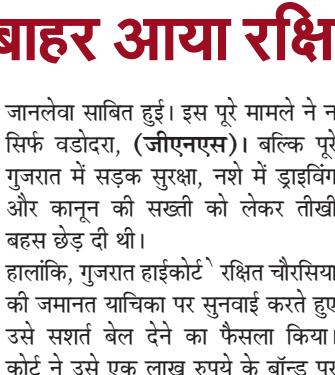 बाहर आया रक्षि
जानलेवा साबित हुई। इस पूरे मामले ने न
सिर्फ वडोदरा, (जीएनएस)। बल्कि पूरे
गुजरात में सड़क सुरक्षा, नशे में ड्राइविंग
और कानून की सख्ती को लेकर तीखी
बहस छेड़ दी थी।
हालांकि, गुजरात हाईकोर्ट` रक्षित चौरसिया
की जमानत याचिका पर सुनवाई करते हुए
उसे सशर्त बेल देने का फैसला किया।
कोर्ट ने उसे एक लाख रुपये के बॉन्ड पर